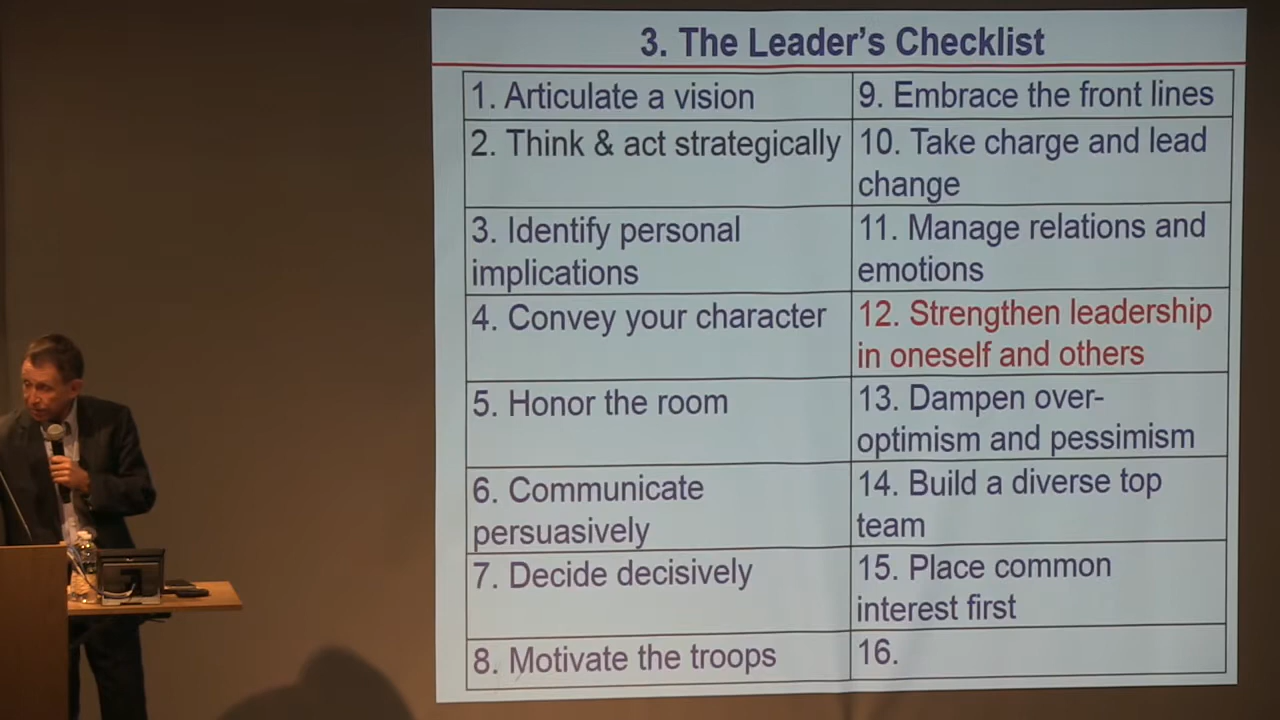 3. The Leader's Checklist
1. Articulate a vision
2. Think & act strategically
3. Identify personal
implications
4. Convey your character
5. Honor the room
6. Communicate
persuasively
7. Decide decisively
8. Motivate the troops
9. Embrace the front lines
10. Take charge and lead
change
11. Manage relations and
emotions
12. Strengthen leadership
in oneself and others
13. Dampen over-
optimism and pessimism
14. Build a diverse top
team
15. Place common
interest first
16.